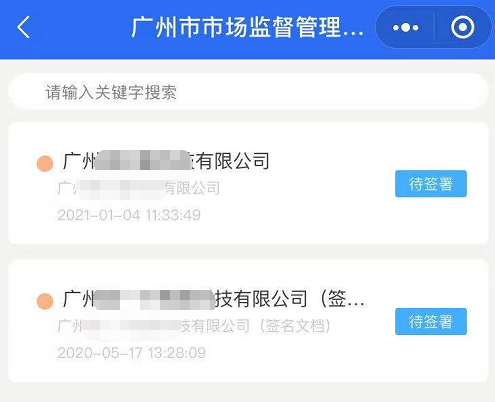 广州市市场监督管理...
请输入关键字搜索
广州 技有限公司
广州 有限公司
待签署
2021-01-04 11:33:49
广州 技有限公司（签...
广州 技有限公司（签名文档）
待签署
2020-05-17 13:28:09